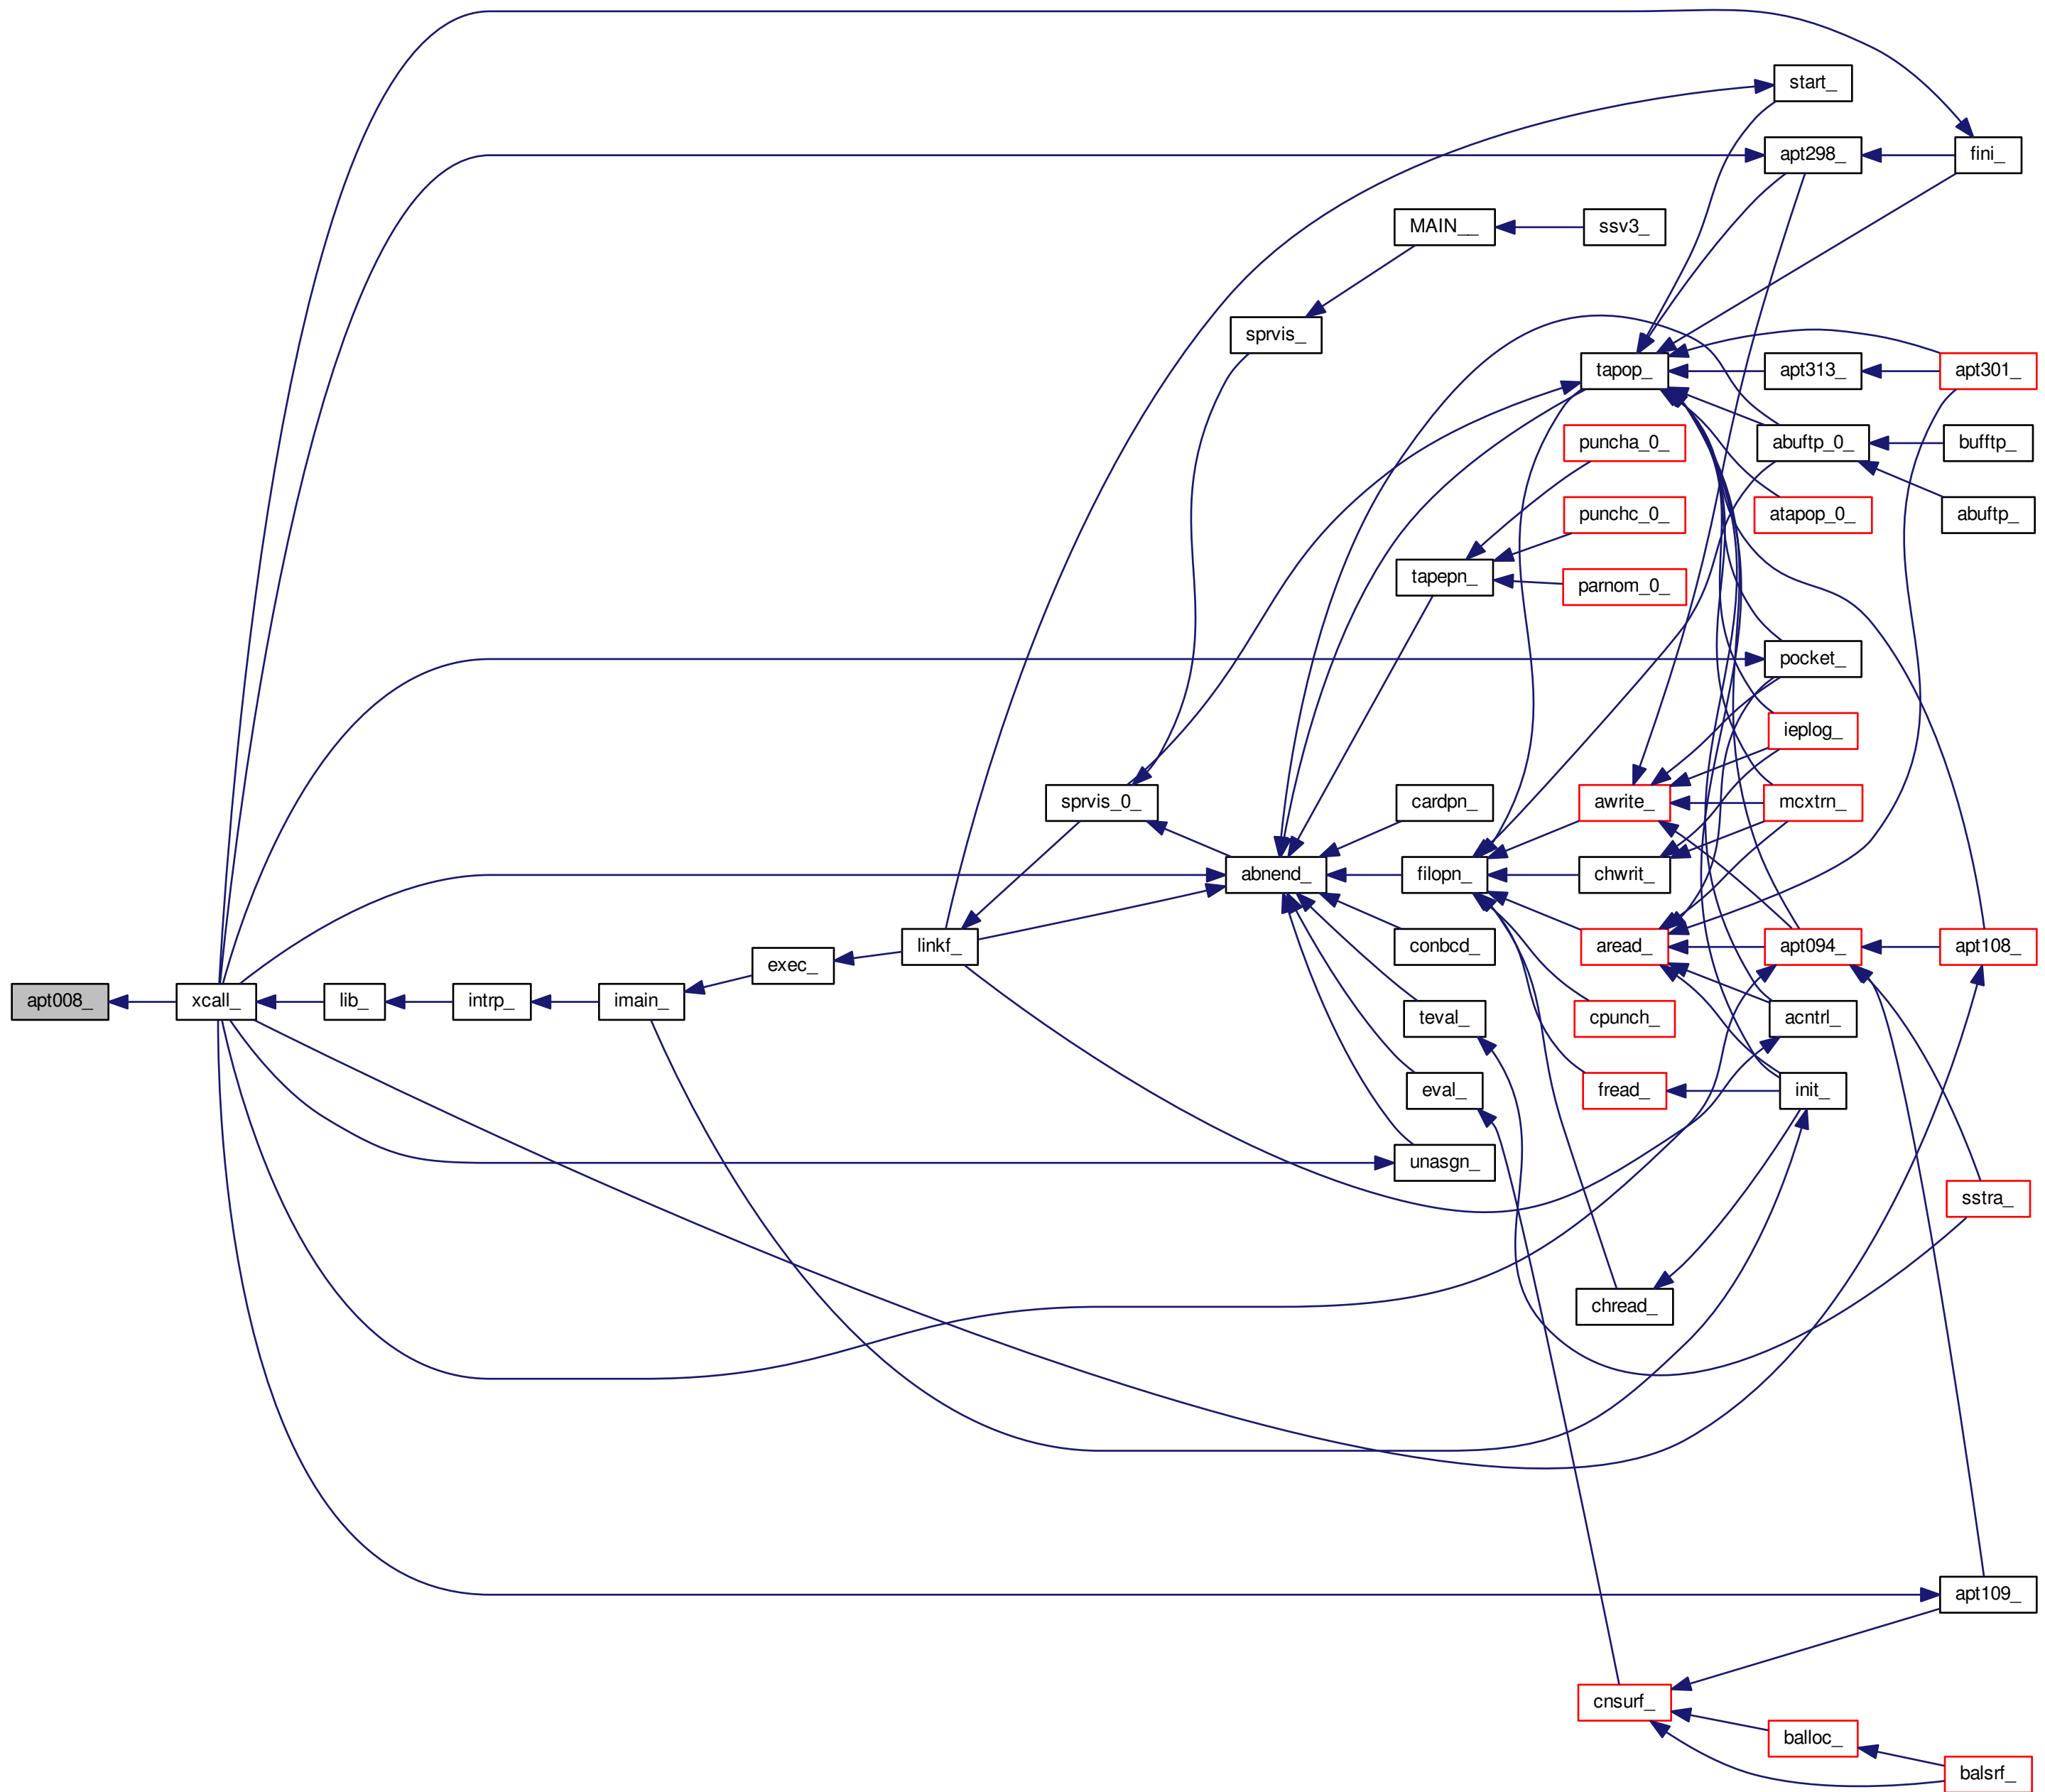 start_
apt298_
fini_
MAIN__
ssv3_
sprvis_
tapop_
apt313_
apt301_
puncha_0_
abuftp_0_
bufftp_
punchc_0_
atapop_0_
abuftp_
tapepn_
parnom_0_
pocket_
ieplog_
sprvis_0_
cardpn_
awrite_
mcxtrn_
abnend_
filopn_
chwrit_
linkf_
conbcd_
aread_
apt094_
apt108_
exec_
apt008_
xcall_
lib_
intrp_
imain_
teval_
cpunch_
acntrl_
eval_
fread_
init_
unasgn_
sstra_
chread_
apt109_
cnsurf_
balloc_
balsrf_